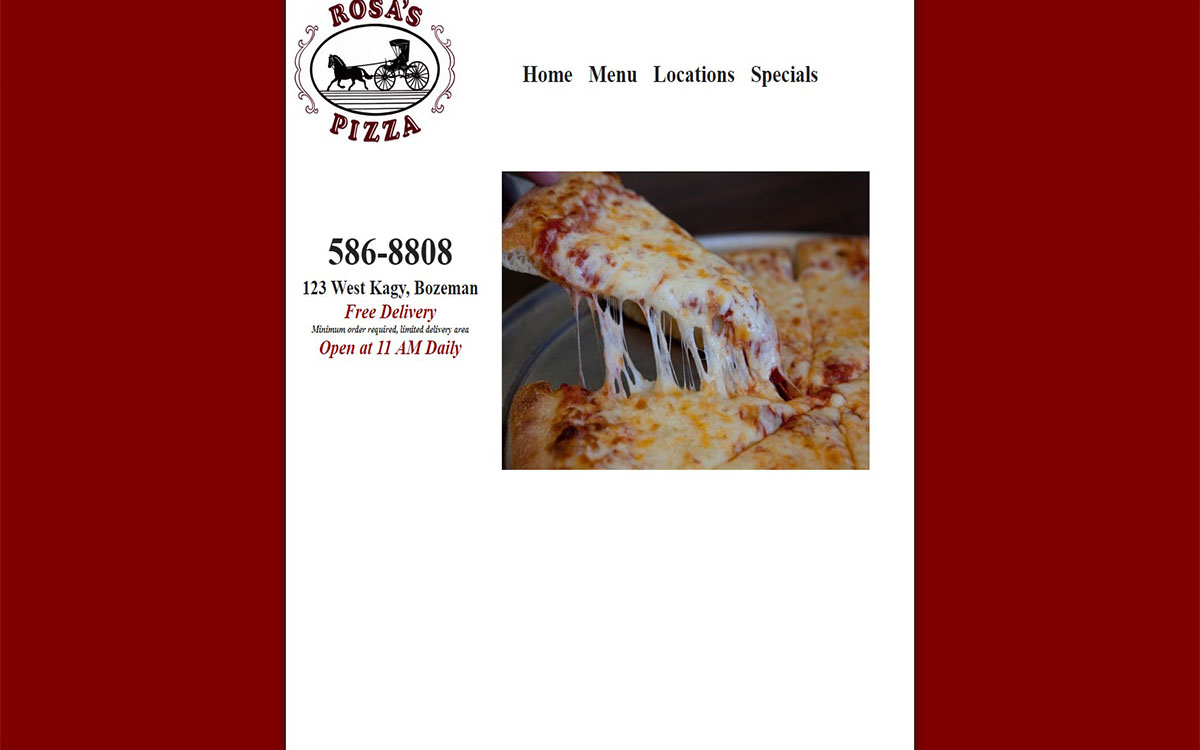 ROSA'S
PIZZA
Home Menu Locations Specials
586-8808
123 West Kagy, Bozeman
Free Delivery
Minimum order required, limited delivery area
Open at 11 AM Daily